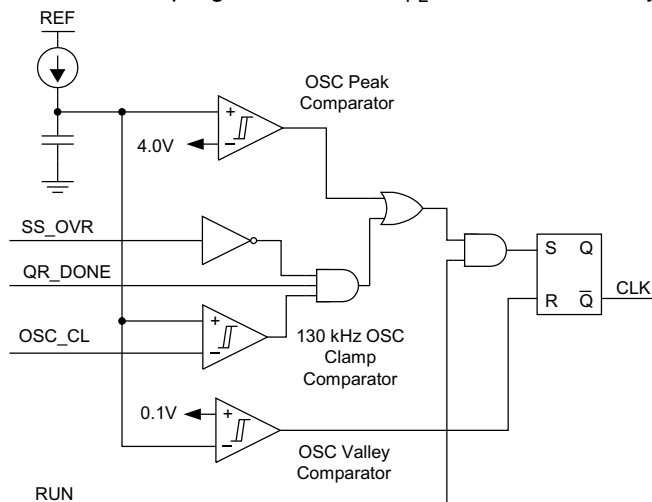 REF
OSC Peak
Comparator
+
-
4.0V
SS_OVR
QR_DONE
OSC_CL
+
-
130 kHz OSC
Clamp
Comparator
S Q
R Q̅
CLK
0.1V
+
-
OSC Valley
Comparator
RUN